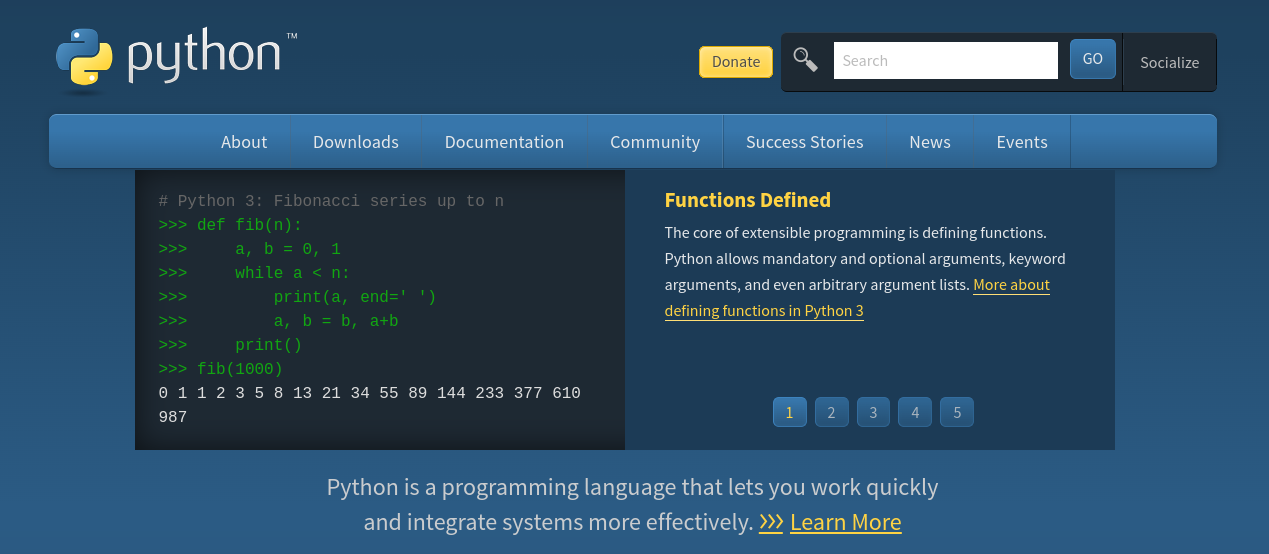 python™
Donate
Search
GO
Socialize
About Downloads Documentation Community Success Stories News Events
# Python 3: Fibonacci series up to n
>>> def fib(n):
>>>     a, b = 0, 1
>>>     while a < n:
>>>         print(a, end=' ')
>>>         a, b = b, a+b
>>>     print()
>>> fib(1000)
0 1 1 2 3 5 8 13 21 34 55 89 144 233 377 610
987
Functions Defined
The core of extensible programming is defining functions.
Python allows mandatory and optional arguments, keyword
arguments, and even arbitrary argument lists. More about
defining functions in Python 3
1 2 3 4 5
Python is a programming language that lets you work quickly
and integrate systems more effectively. >>> Learn More